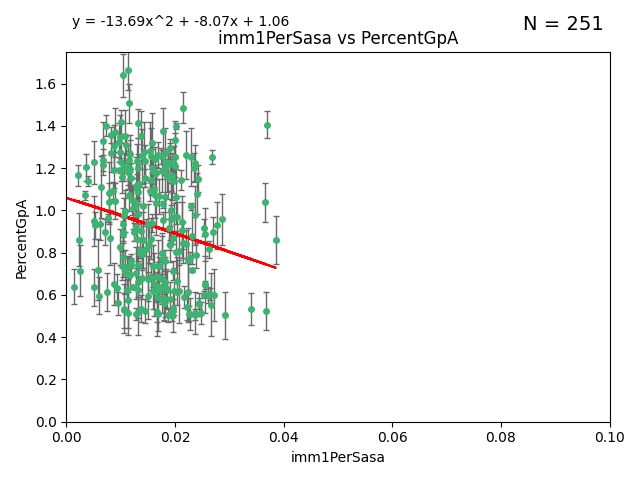 y = -13.69x^2 + -8.07x + 1.06
N = 251
imm1PerSasa vs PercentGpA
PercentGpA
1.6
1.4
1.2
1.0
0.8
0.6
0.4
0.2
0.0
0.00 0.02 0.04 0.06 0.08 0.10
imm1PerSasa